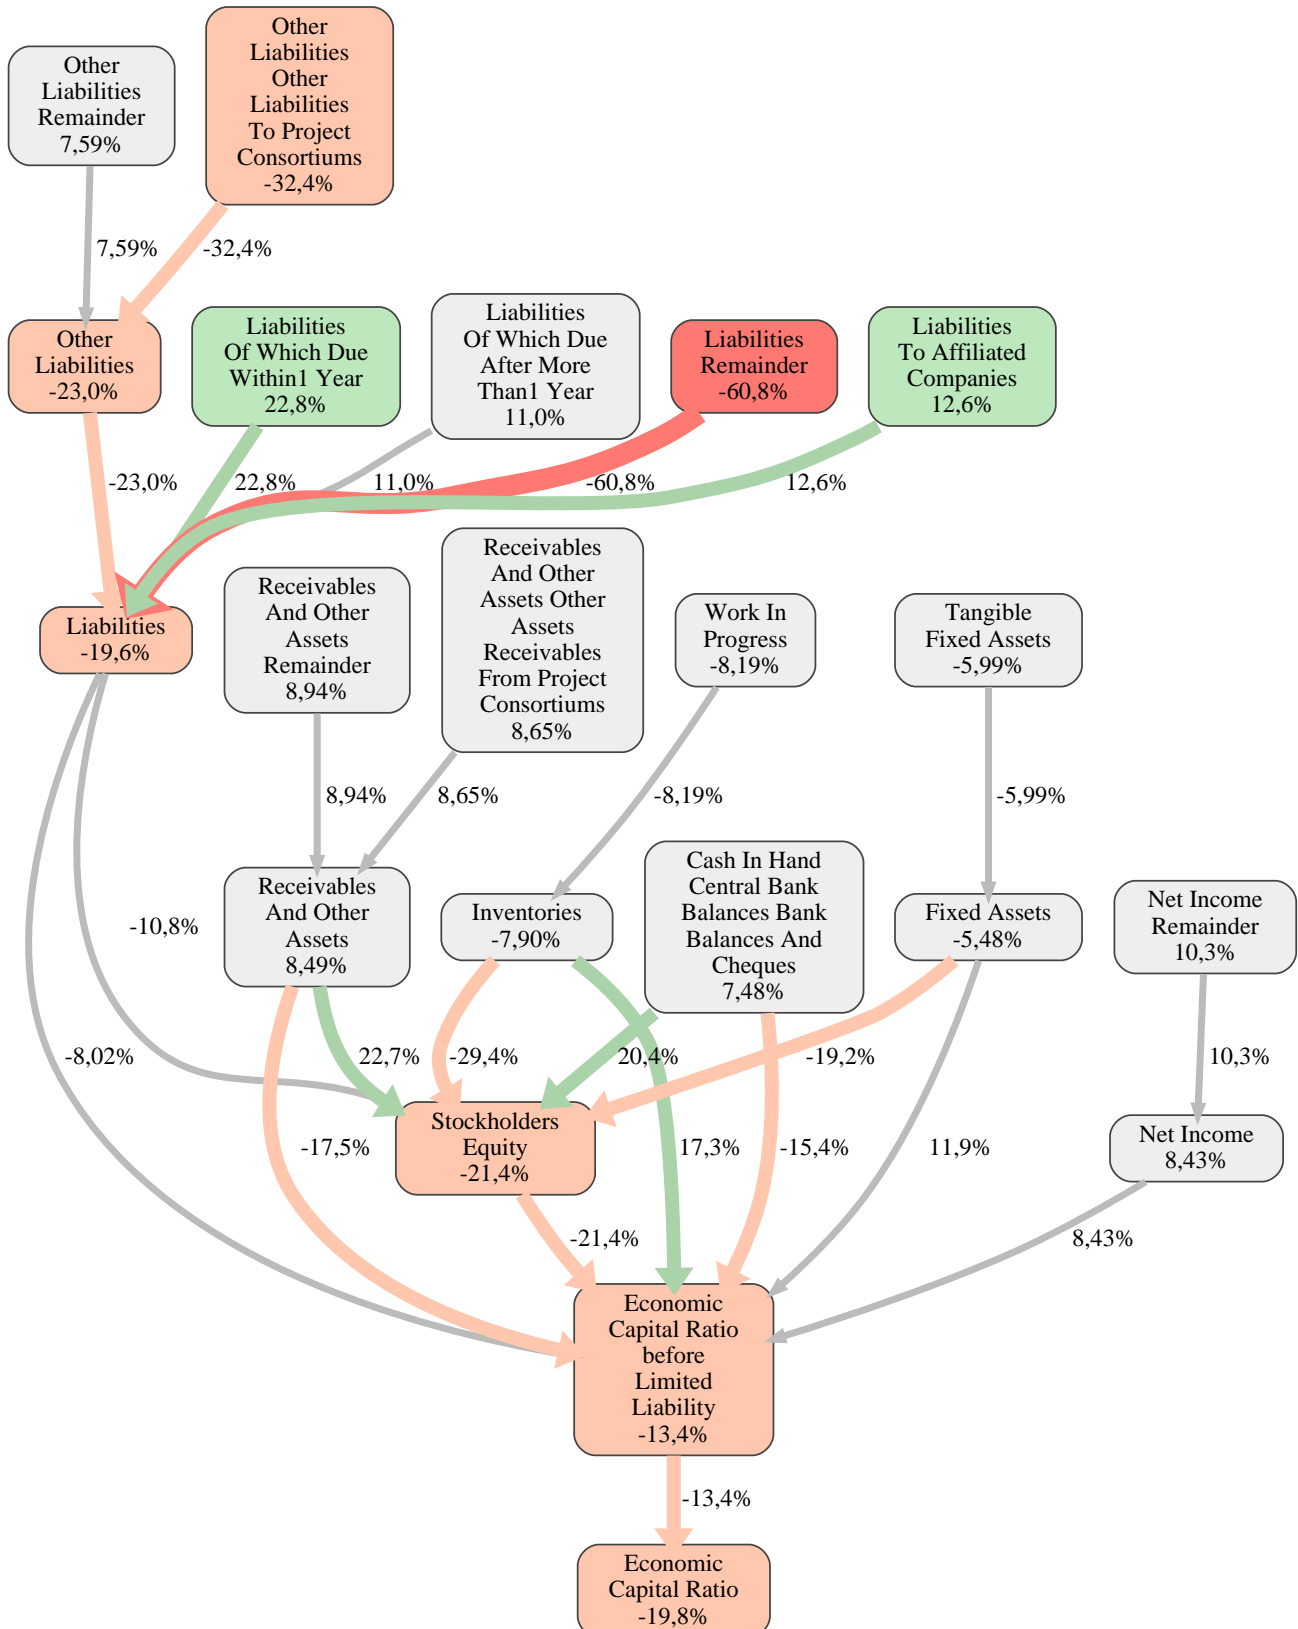 Other
Liabilities
Remainder
7,59%
Other
Liabilities
Other
Liabilities
To Project
Consortiums
-32,4%
7,59%
-32,4%
Other
Liabilities
-23,0%
Liabilities
Of Which Due
Within1 Year
22,8%
Liabilities
Of Which Due
After More
Than1 Year
11,0%
Liabilities
Remainder
-60,8%
Liabilities
To Affiliated
Companies
12,6%
-23,0%
22,8%
11,0%
-60,8%
12,6%
Liabilities
-19,6%
Receivables
And Other
Assets
Remainder
8,94%
Receivables
And Other
Assets Other
Assets
Receivables
From Project
Consortiums
8,65%
Work In
Progress
-8,19%
Tangible
Fixed Assets
-5,99%
8,94%
8,65%
-8,19%
-5,99%
Receivables
And Other
Assets
8,49%
Inventories
-7,90%
Cash In Hand
Central Bank
Balances Bank
Balances And
Cheques
7,48%
Fixed Assets
-5,48%
Net Income
Remainder
10,3%
-10,8%
-8,02%
22,7%
-29,4%
20,4%
-19,2%
10,3%
Stockholders
Equity
-21,4%
Net Income
8,43%
-17,5%
17,3%
-15,4%
11,9%
-21,4%
8,43%
Economic
Capital Ratio
before
Limited
Liability
-13,4%
-13,4%
Economic
Capital Ratio
-19,8%